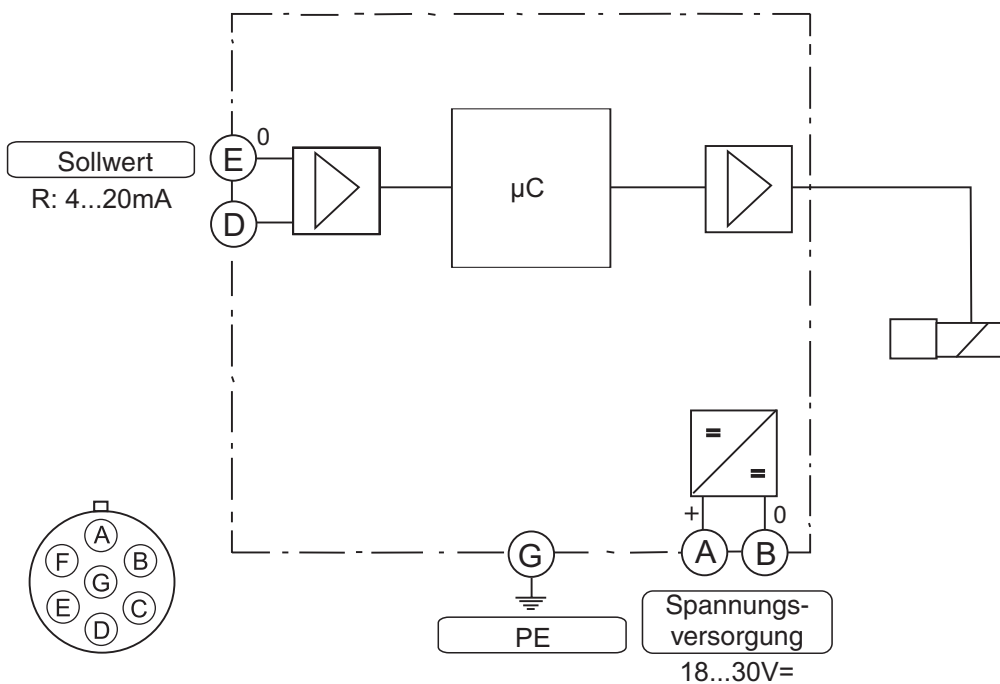 0
E
Sollwert
R: 4...20mA
D
µC
=
=
+
0
G
A
B
PE
Spannungs-
versorgung
18...30V=
A
F
B
G
E
C
D